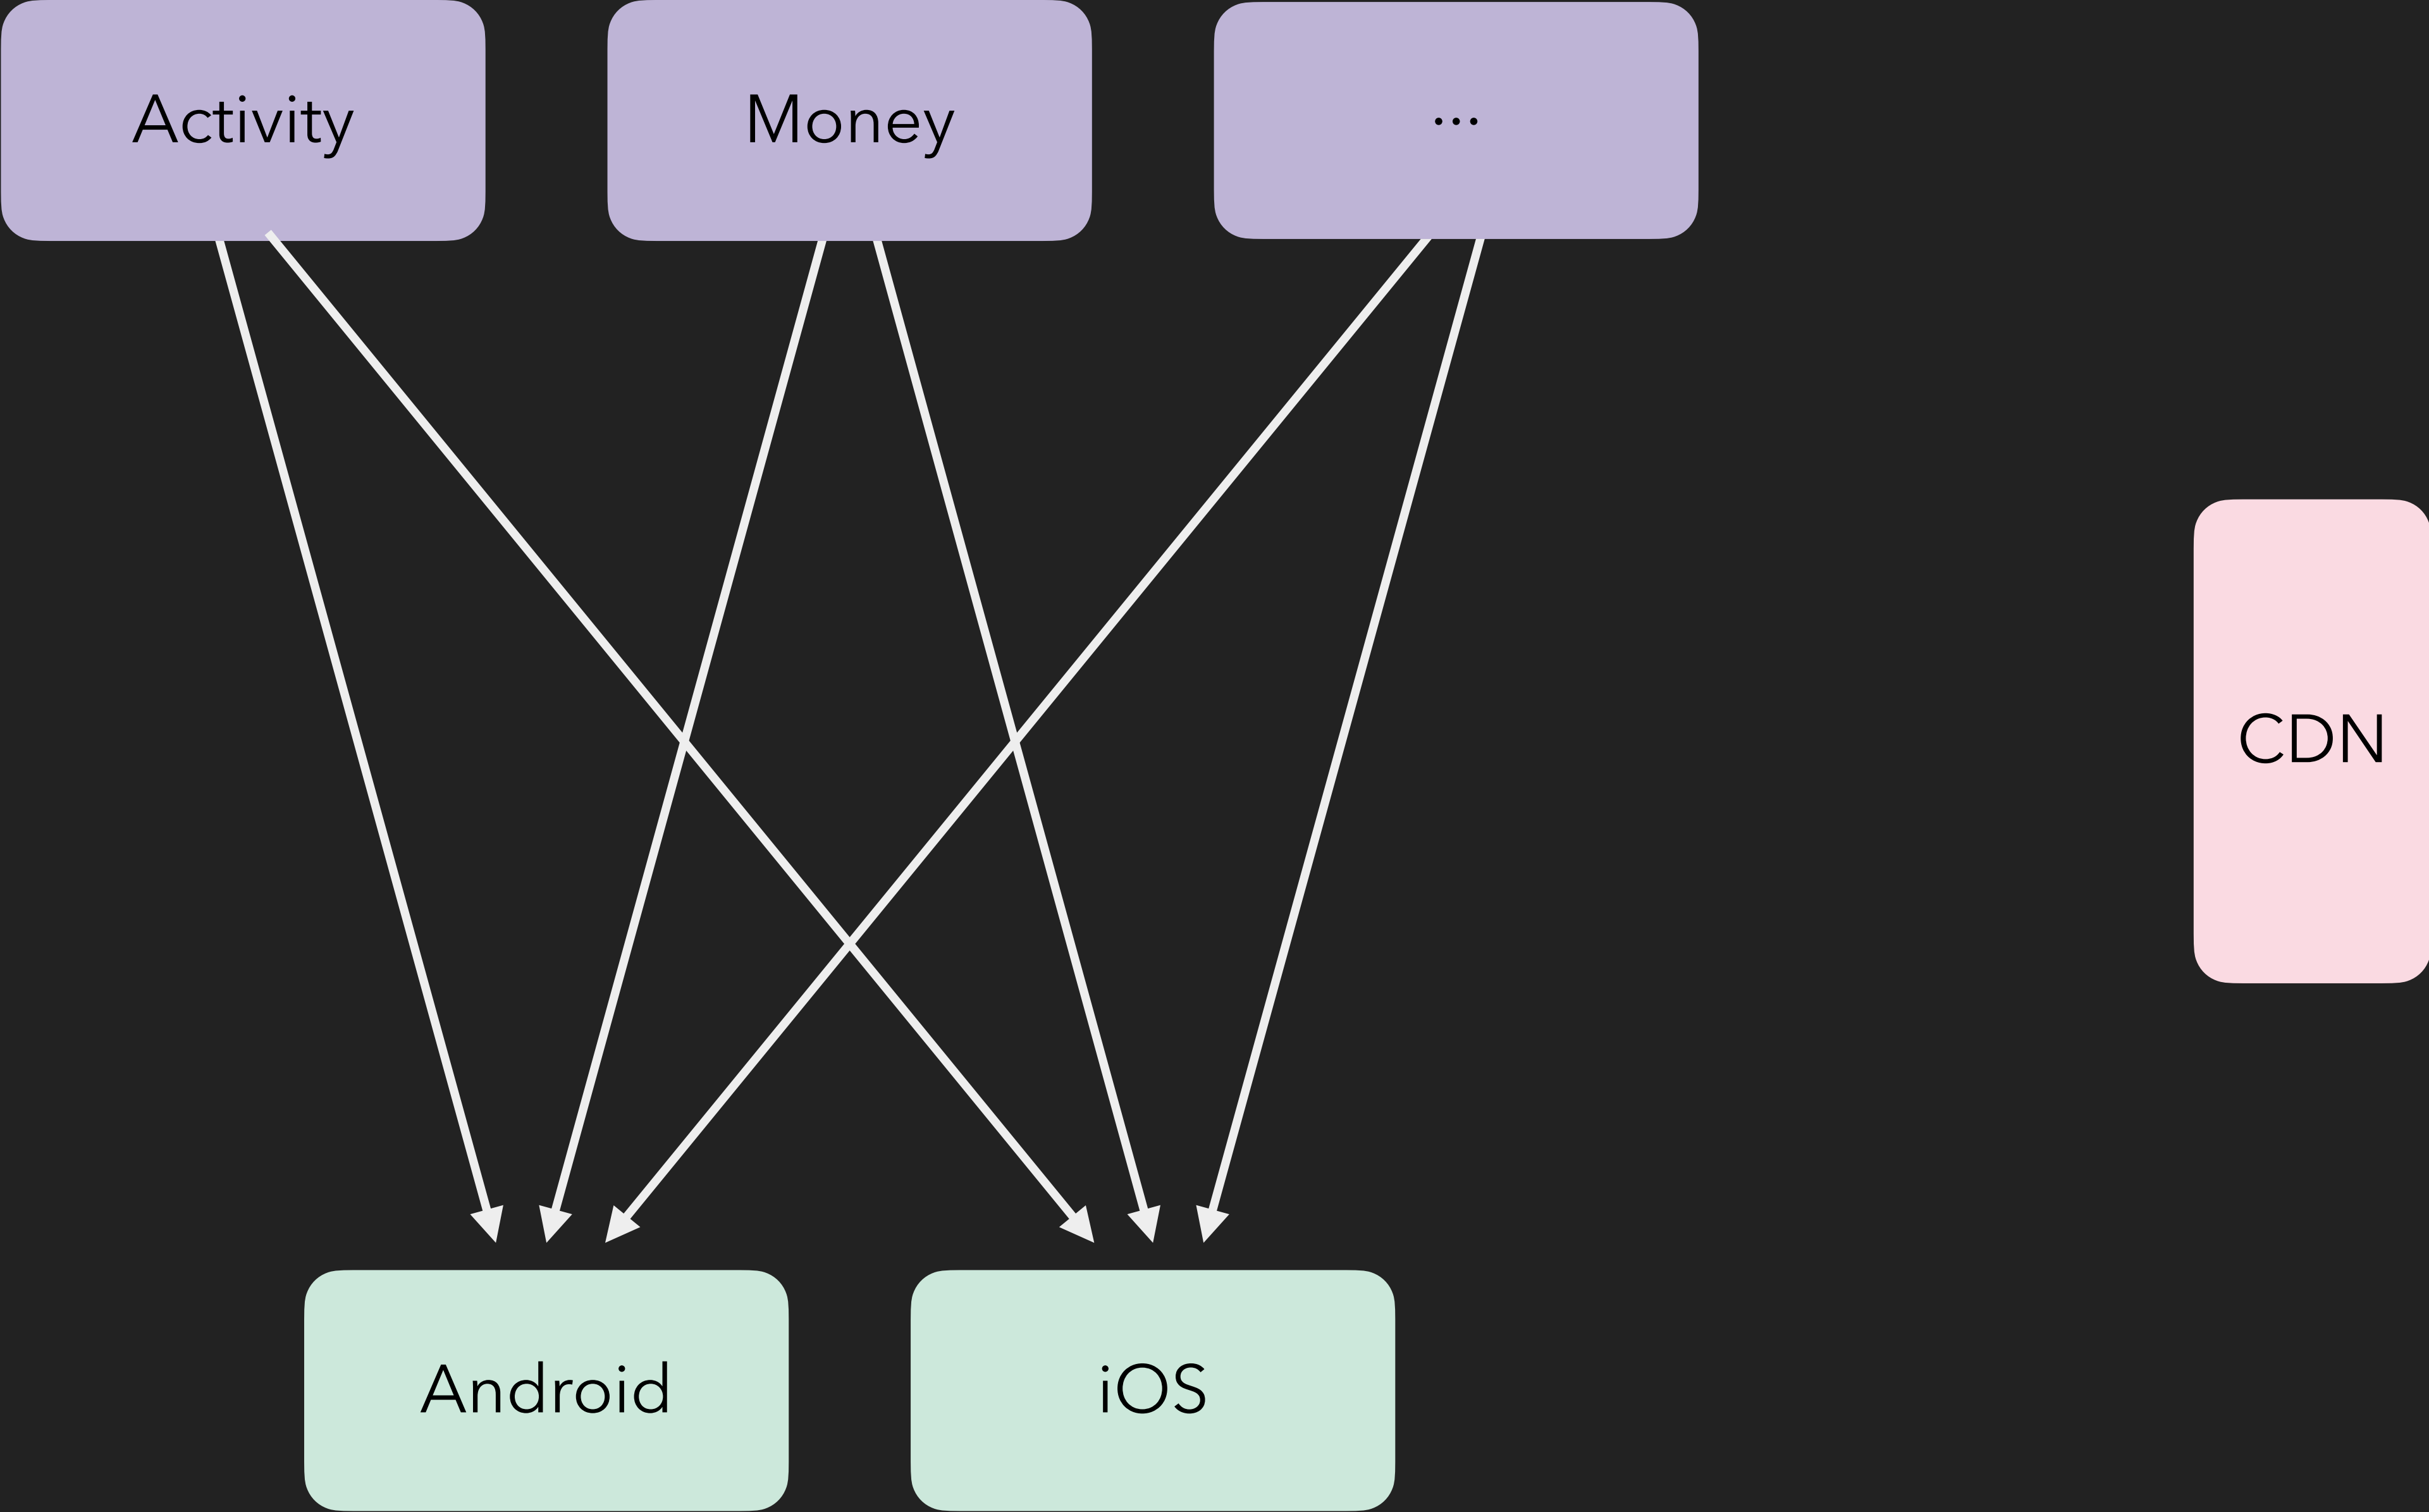 Activity
Money
...
CDN
Android
iOS